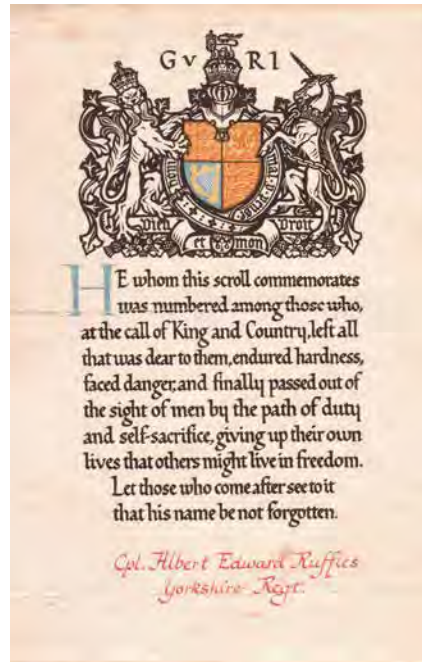 GvRI
Dieu et mon Droit
HE whom this scroll commemorates
was numbered among those who,
at the call of King and Country, left all
that was dear to them, endured hardness,
faced danger, and finally passed out of
the sight of men by the path of duty
and self-sacrifice, giving up their own
lives that others might live in freedom.
Let those who come after see to it
that his name be not forgotten.
Cpl. Albert Edward Ruffies
Yorkshire Regt.